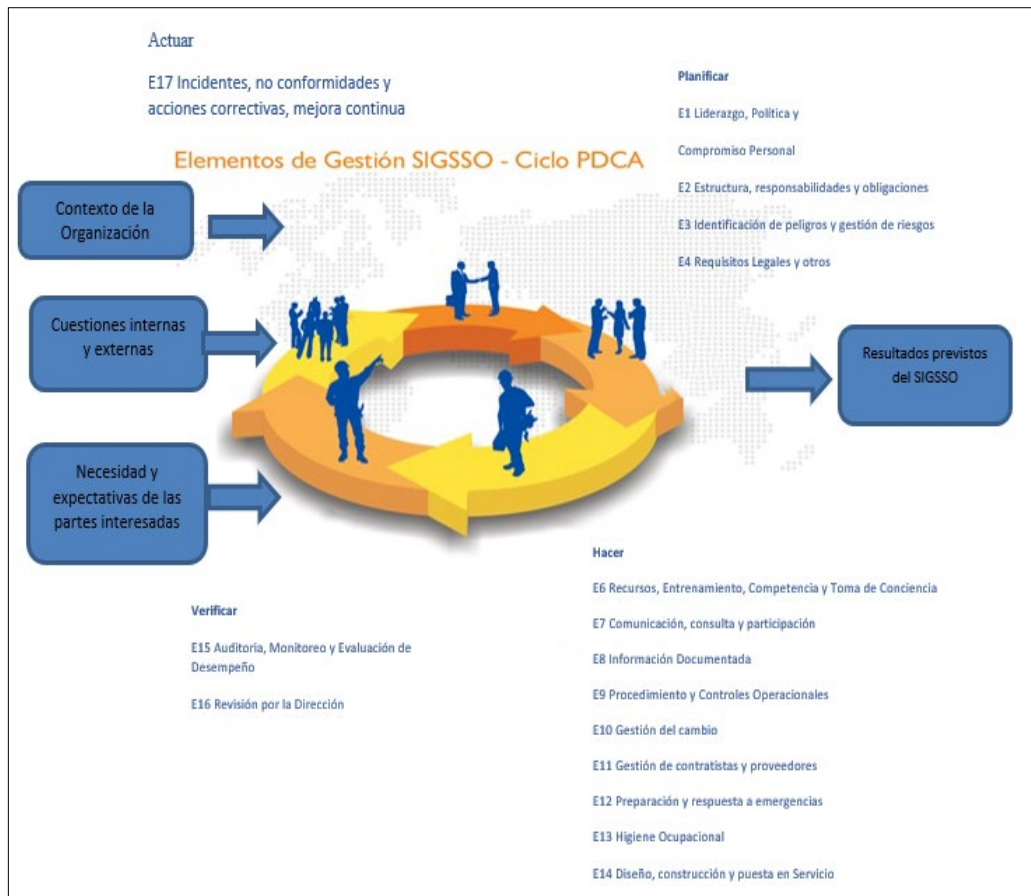 Actuar
E17 Incidentes, no conformidades y
acciones correctivas, mejora continua
Planificar
E1 Liderazgo, Política y
Compromiso Personal
E2 Estructura, responsabilidades y obligaciones
E3 Identificación de peligros y gestión de riesgos
E4 Requisitos Legales y otros
Elementos de Gestión SIGSSO - Ciclo PDCA
Contexto de la
Organización
Cuestiones internas
y externas
Necesidad y
expectativas de las
partes interesadas
Resultados previstos
del SIGSSO
Hacer
E6 Recursos, Entrenamiento, Competencia y Toma de Conciencia
E7 Comunicación, consulta y participación
E8 Información Documentada
E9 Procedimiento y Controles Operacionales
E10 Gestión del cambio
E11 Gestión de contratistas y proveedores
E12 Preparación y respuesta a emergencias
E13 Higiene Ocupacional
E14 Diseño, construcción y puesta en Servicio
Verificar
E15 Auditoria, Monitoreo y Evaluación de
Desempeño
E16 Revisión por la Dirección